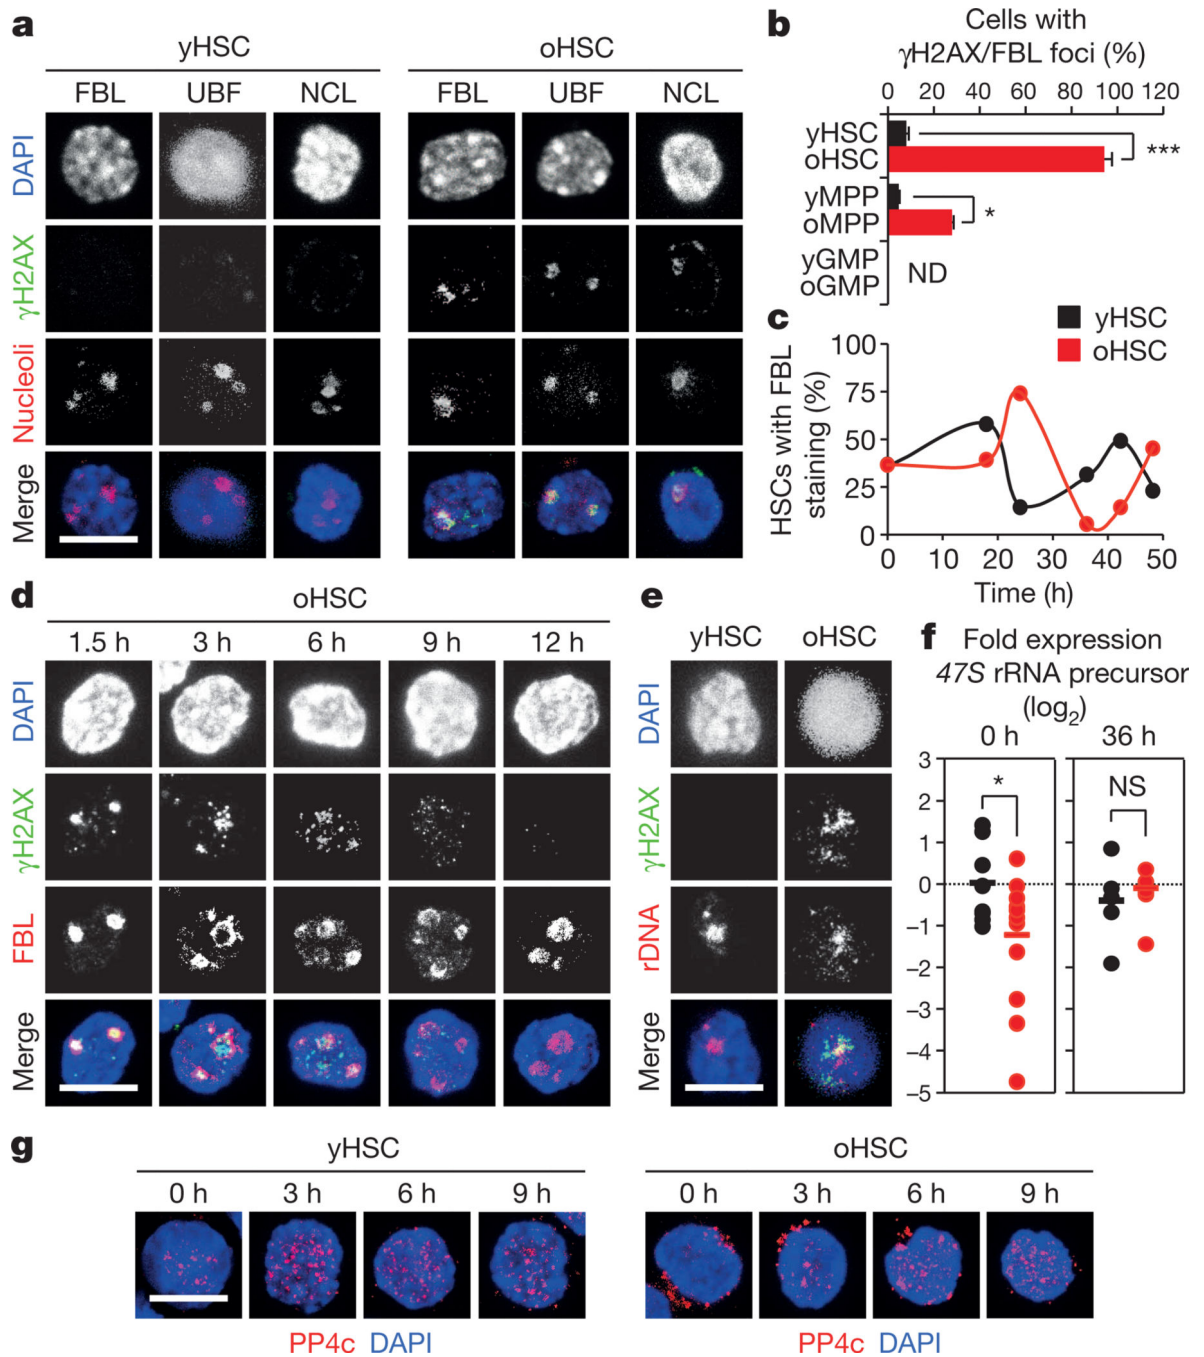 a
yHSC
oHSC
FBL UBF NCL FBL UBF NCL
DAPI
γH2AX
Nucleoli
Merge
b
Cells with
γH2AX/FBL foci (%)
0 20 40 60 80 100 120
yHSC
oHSC
***
yMPP
oMPP
*
yGMP
oGMP
ND
c
yHSC
oHSC
HSCs with FBL
staining (%)
100
75
50
25
0
0 10 20 30 40 50
Time (h)
d
oHSC
1.5 h 3 h 6 h 9 h 12 h
DAPI
γH2AX
FBL
Merge
e
yHSC oHSC
DAPI
γH2AX
rDNA
Merge
f
Fold expression
47S rRNA precursor
(log2)
0 h 36 h
3
2
1
0
−1
−2
−3
−4
−5
*
NS
g
yHSC
oHSC
0 h 3 h 6 h 9 h 0 h 3 h 6 h 9 h
PP4c DAPI PP4c DAPI